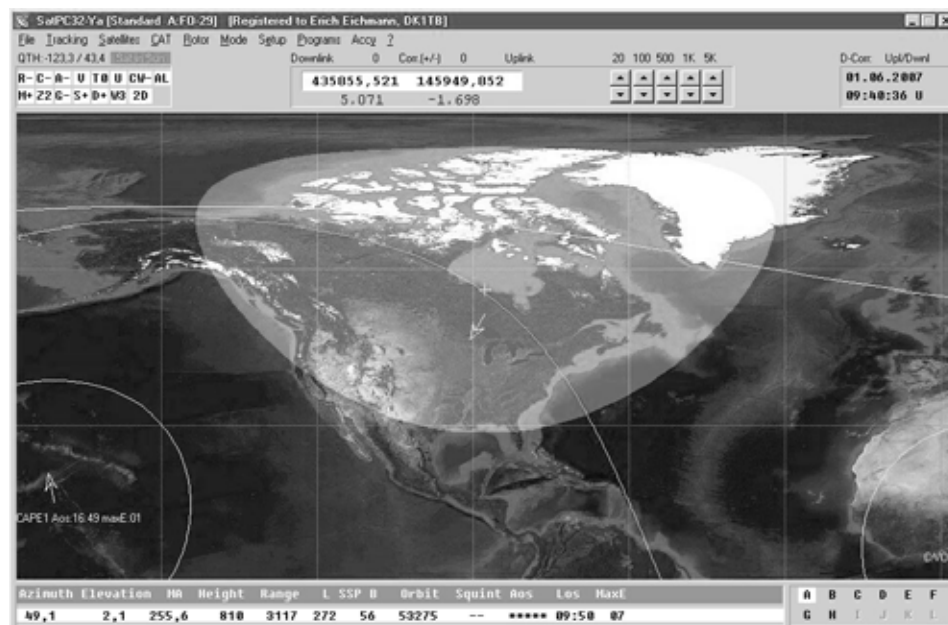 SatPC32-Ya [Standard A:FO-29] [Registered to Erich Eichmann, DK1TB]
File Tracking Satellites CAT Rotor Mode Setup Programs Accy ?
QTH:-123,3 / 43,4
Downlink 0 Corr.(+/-) 0 Uplink
20 100 500 1K 5K
D-Corr: Upl/Dwnl
R- C- A- V T0 U CW- AL
M+ Z2 G- S+ D+ W3 2D
435855,521 145949,852
5.071 -1.698
01.06.2007
09:40:36 U
CAPE1 Aos:16:49 maxE:01
Azimuth Elevation MA Height Range L SSP B Orbit Squint Aos Los MaxE
49,1 2,1 255,6 810 3117 272 56 53275 -- ***** 09:50 07
A B C D E F
G H I J K L